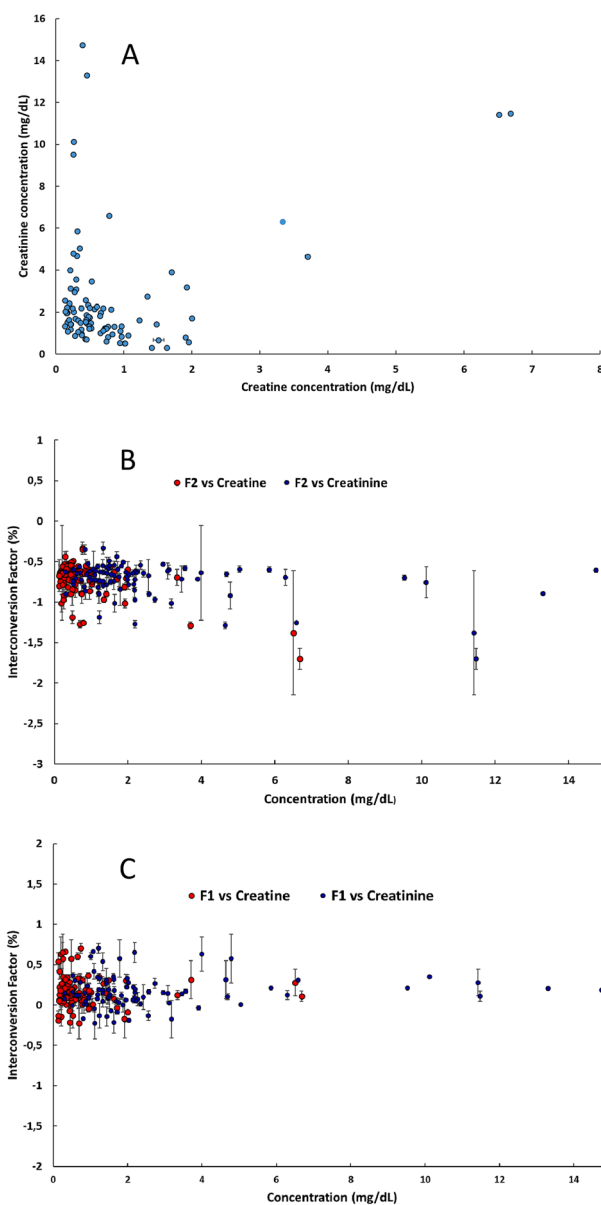 A
16
14
12
10
8
6
4
2
0
Creatinine concentration (mg/dL)
0 1 2 3 4 5 6 7 8
Creatine concentration (mg/dL)
B
F2 vs Creatine F2 vs Creatinine
1
0,5
0
-0,5
-1
-1,5
-2
-2,5
-3
Interconversion Factor (%)
0 2 4 6 8 10 12 14
Concentration (mg/dL)
C
F1 vs Creatine F1 vs Creatinine
2
1,5
1
0,5
0
-0,5
-1
-1,5
-2
Interconversion Factor (%)
0 2 4 6 8 10 12 14
Concentration (mg/dL)